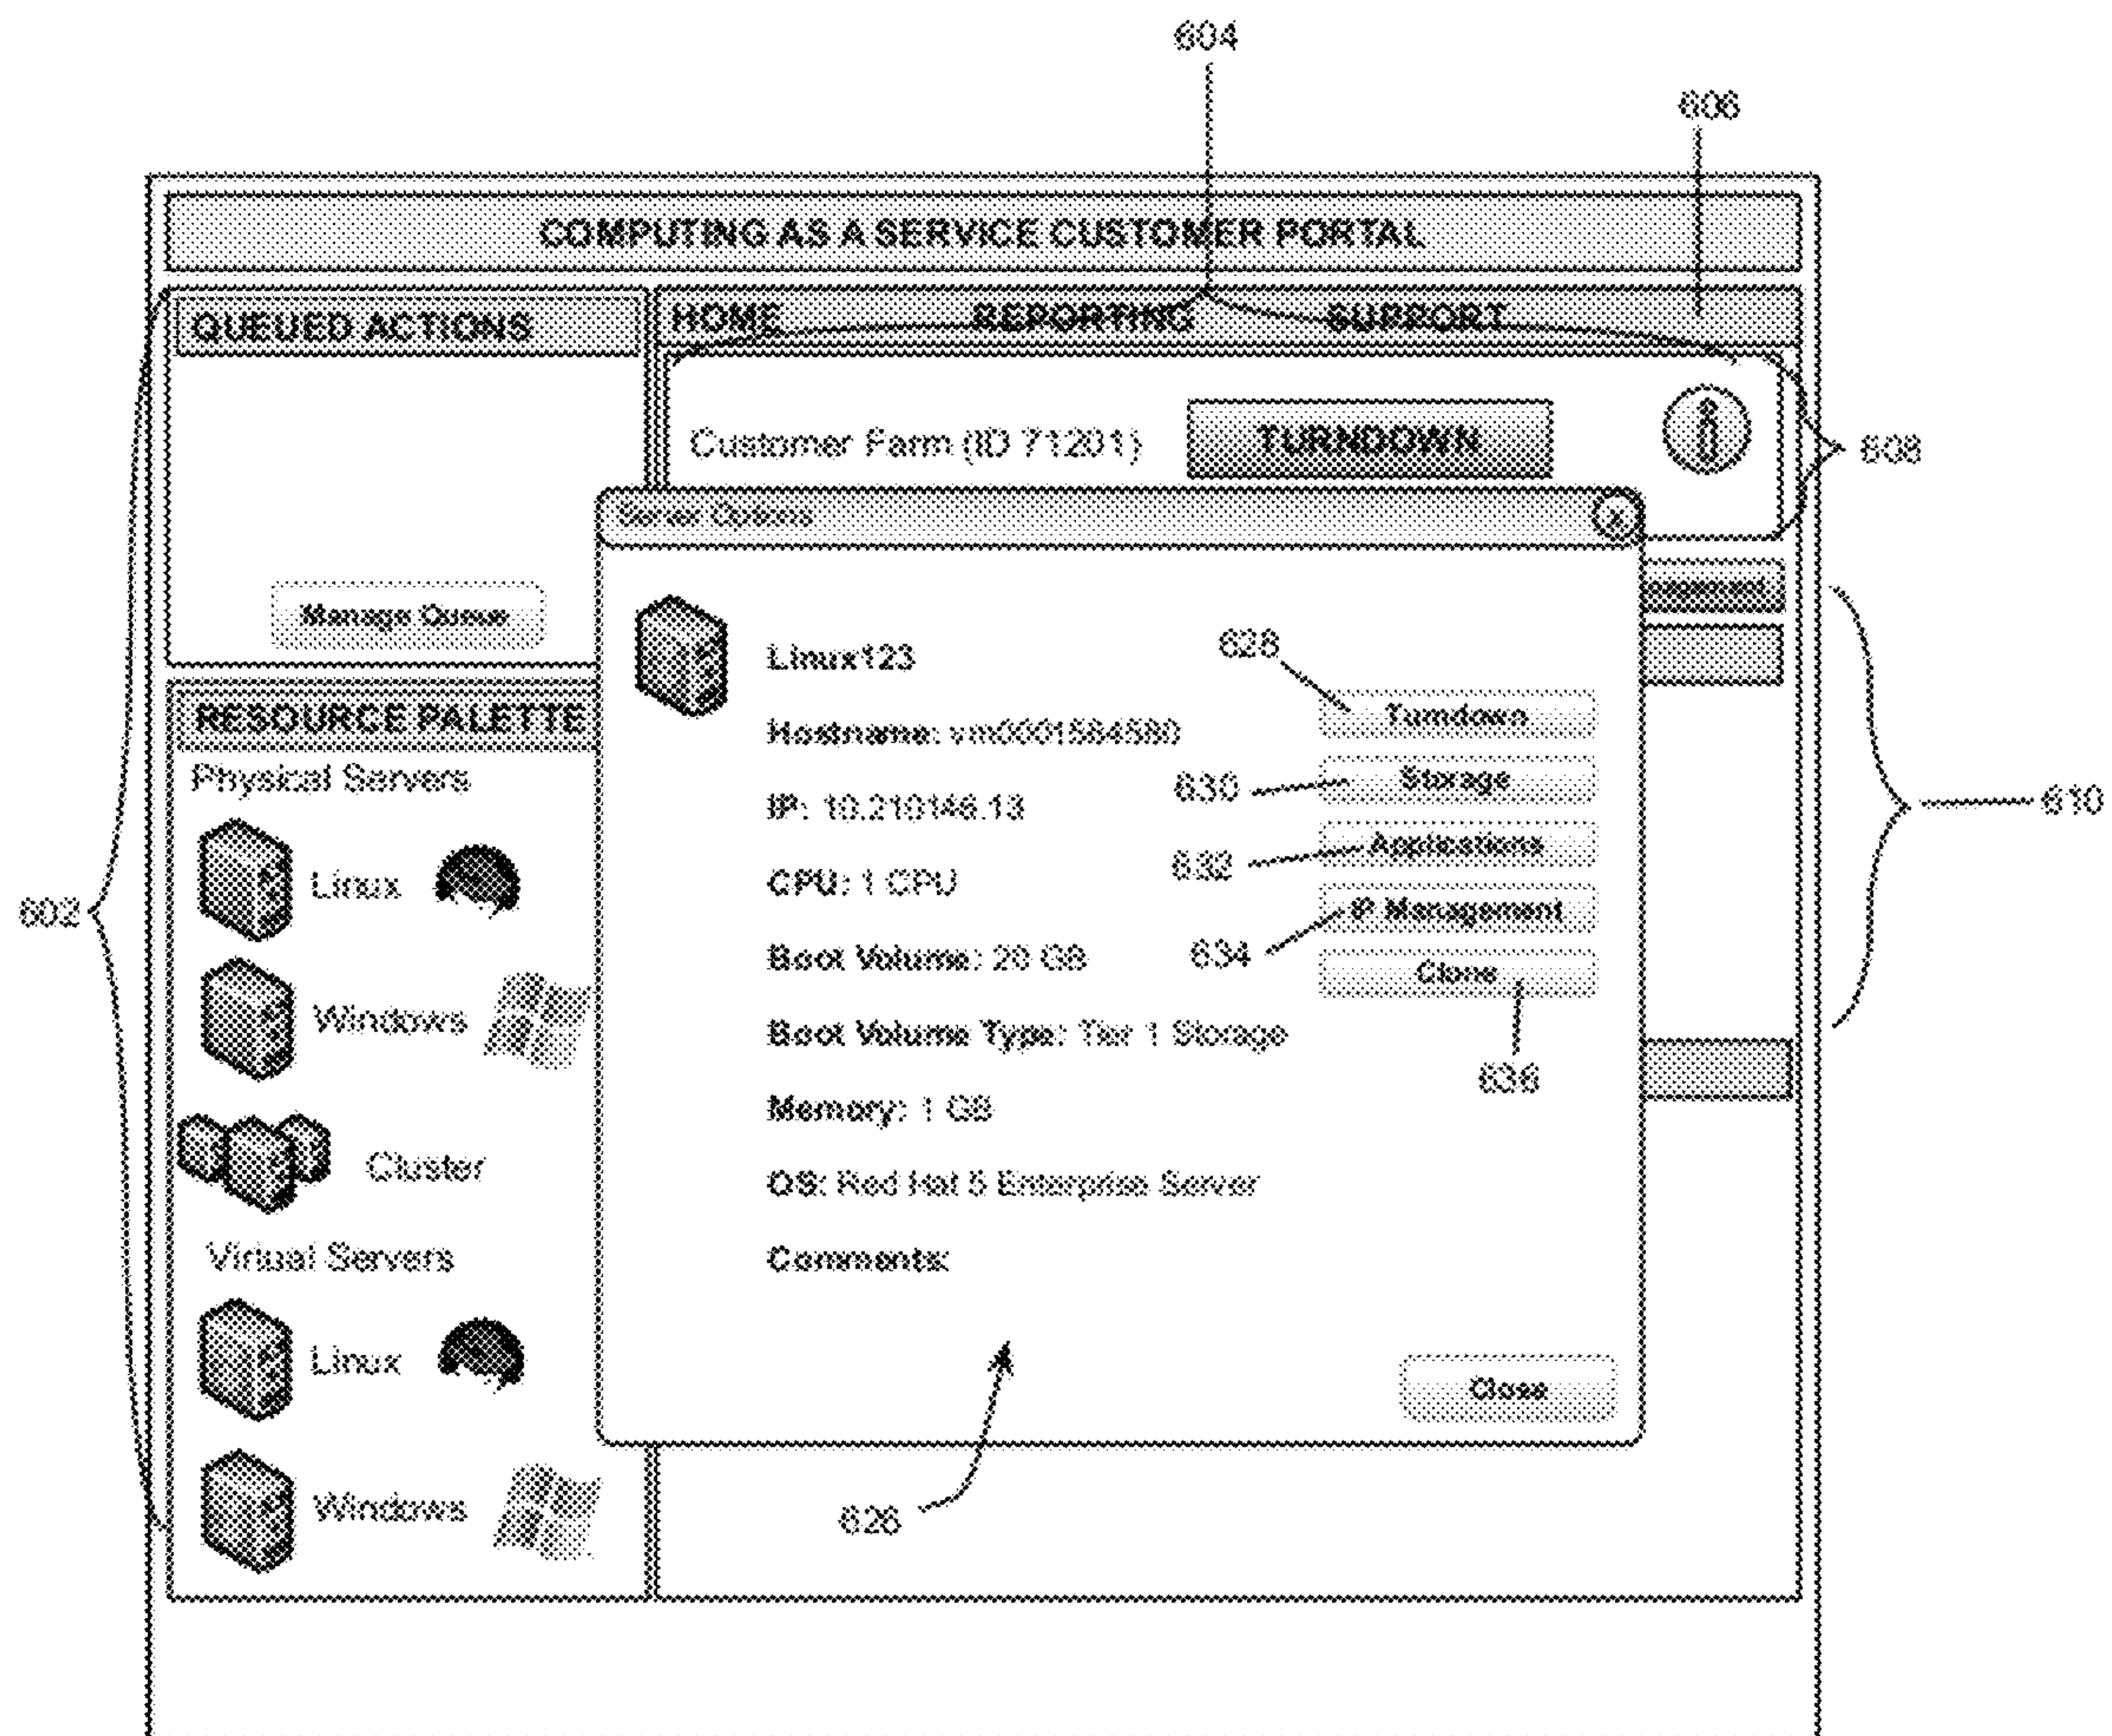 604
606
COMPUTING AS A SERVICE CUSTOMER PORTAL
QUEUED ACTIONS
HOME REPORTING SUPPORT
Customer Farm (ID 71201)
TURNDOWN
608
Manage Queue
Server Options
x
Linux123
Hostname: vm0001584580
IP: 10.210146.13
CPU: 1 CPU
Boot Volume: 20 GB
Boot Volume Type: Tier 1 Storage
Memory: 1 GB
OS: Red Hat 5 Enterprise Server
Comments:
628
Turndown
630
Storage
632
Applications
634
IP Management
Clone
636
Close
626
610
602
RESOURCE PALETTE
Physical Servers
Linux
Windows
Cluster
Virtual Servers
Linux
Windows